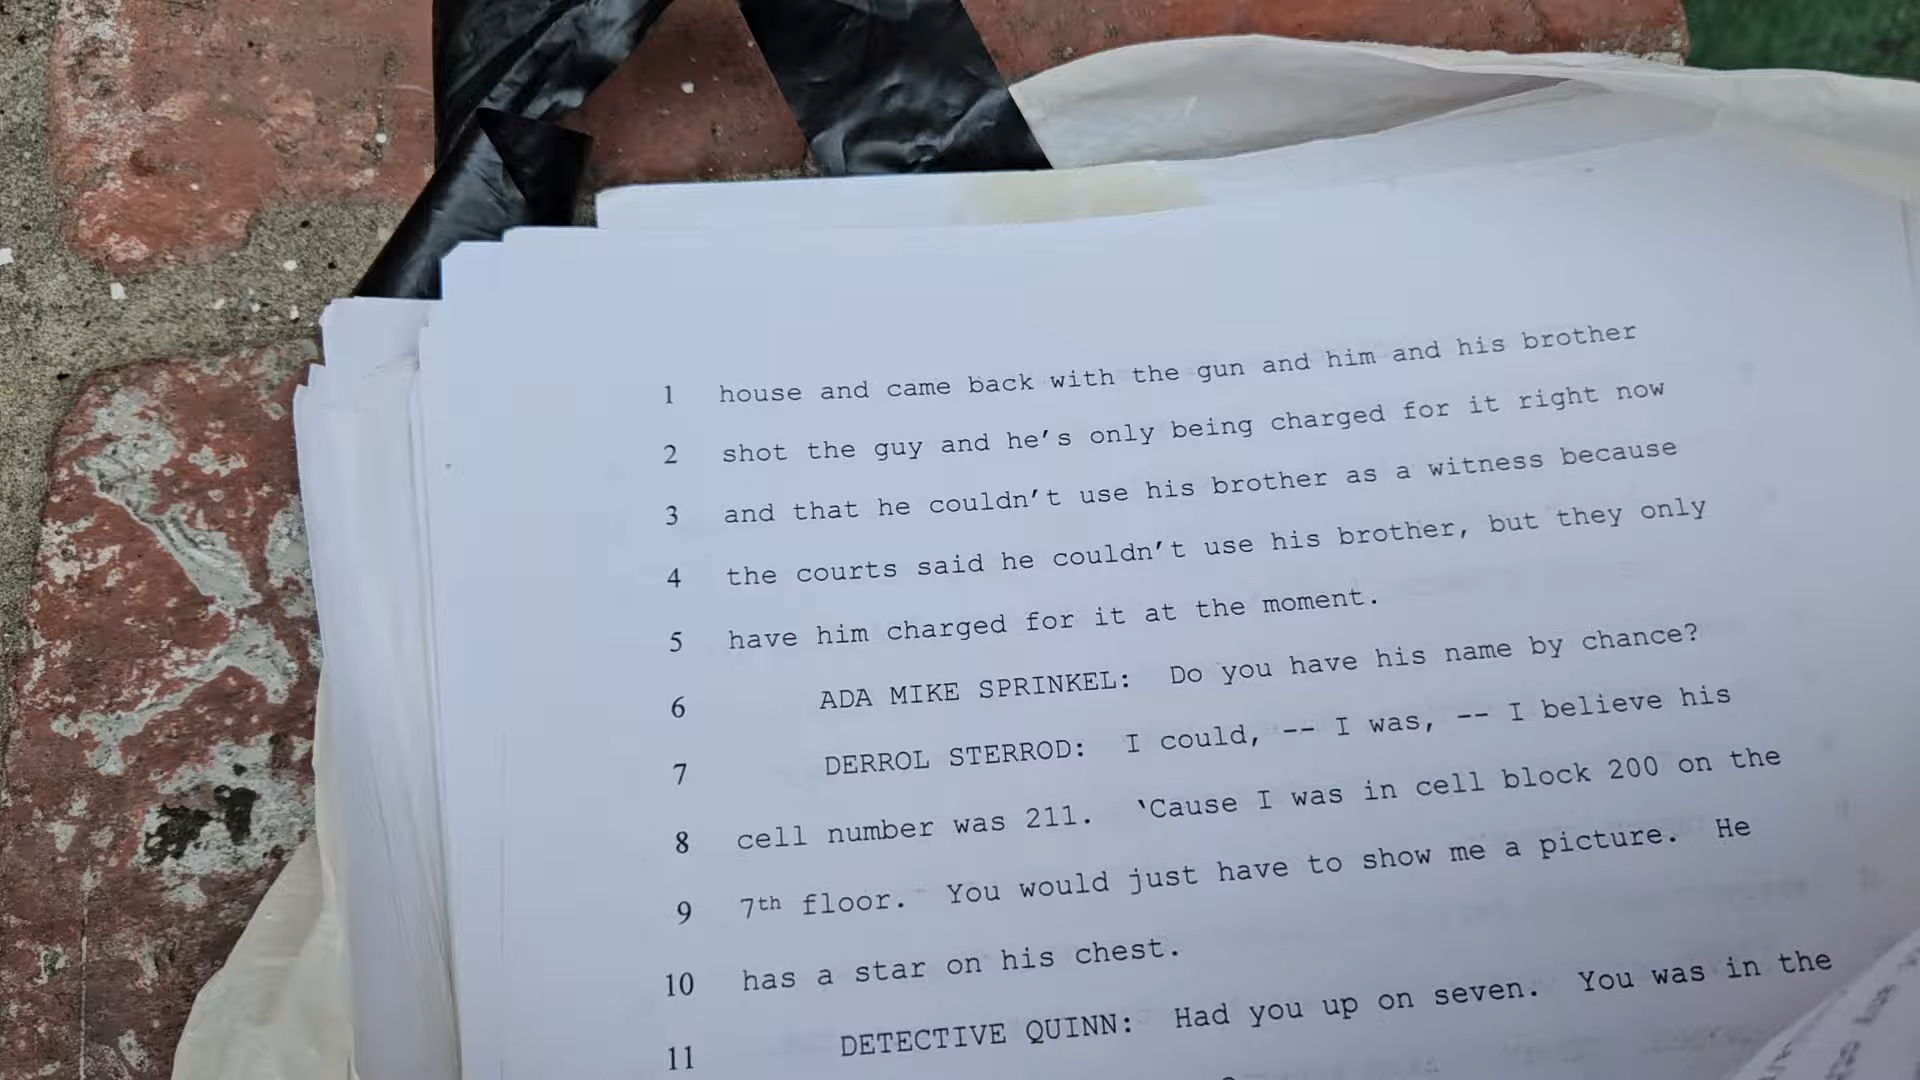 1 house and came back with the gun and him and his brother
2 shot the guy and he's only being charged for it right now
3 and that he couldn't use his brother as a witness because
4 the courts said he couldn't use his brother, but they only
5 have him charged for it at the moment.
6 ADA MIKE SPRINKEL: Do you have his name by chance?
7 DERROL STERROD: I could, -- I was, -- I believe his
8 cell number was 211. 'Cause I was in cell block 200 on the
9 7th floor. You would just have to show me a picture. He
10 has a star on his chest.
11 DETECTIVE QUINN: Had you up on seven. You was in the